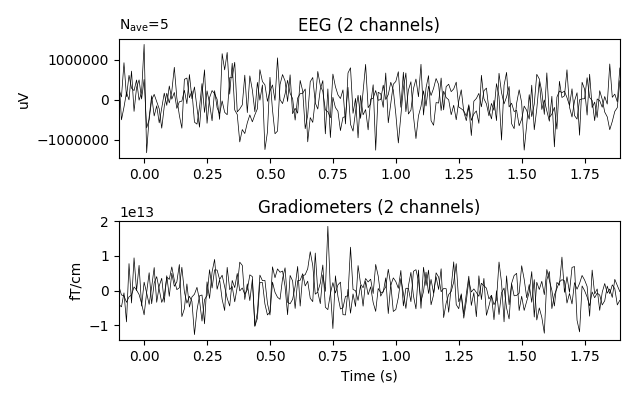 N_ave=5
EEG (2 channels)
uV
1000000
0
−1000000
0.00 0.25 0.50 0.75 1.00 1.25 1.50 1.75
1e13
Gradiometers (2 channels)
fT/cm
2
1
0
−1
0.00 0.25 0.50 0.75 1.00 1.25 1.50 1.75
Time (s)